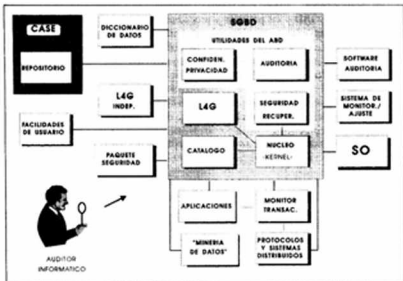 CASE
REPOSITORIO
DICCIONARIO
DE DATOS
L4G
INDEP.
FACILIDADES
DE USUARIO
PAQUETE
SEGURIDAD
SGBD
UTILIDADES DEL ABD
CONFIDEN.
PRIVACIDAD
AUDITORIA
L4G
SEGURIDAD
RECUPER.
CATALOGO
NUCLEO
-KERNEL-
SOFTWARE
AUDITORIA
SISTEMA DE
MONITOR./
AJUSTE
SO
APLICACIONES
MONITOR
TRANSAC.
"MINERIA
DE DATOS"
PROTOCOLOS
Y SISTEMAS
DISTRIBUIDOS
AUDITOR
INFORMATICO